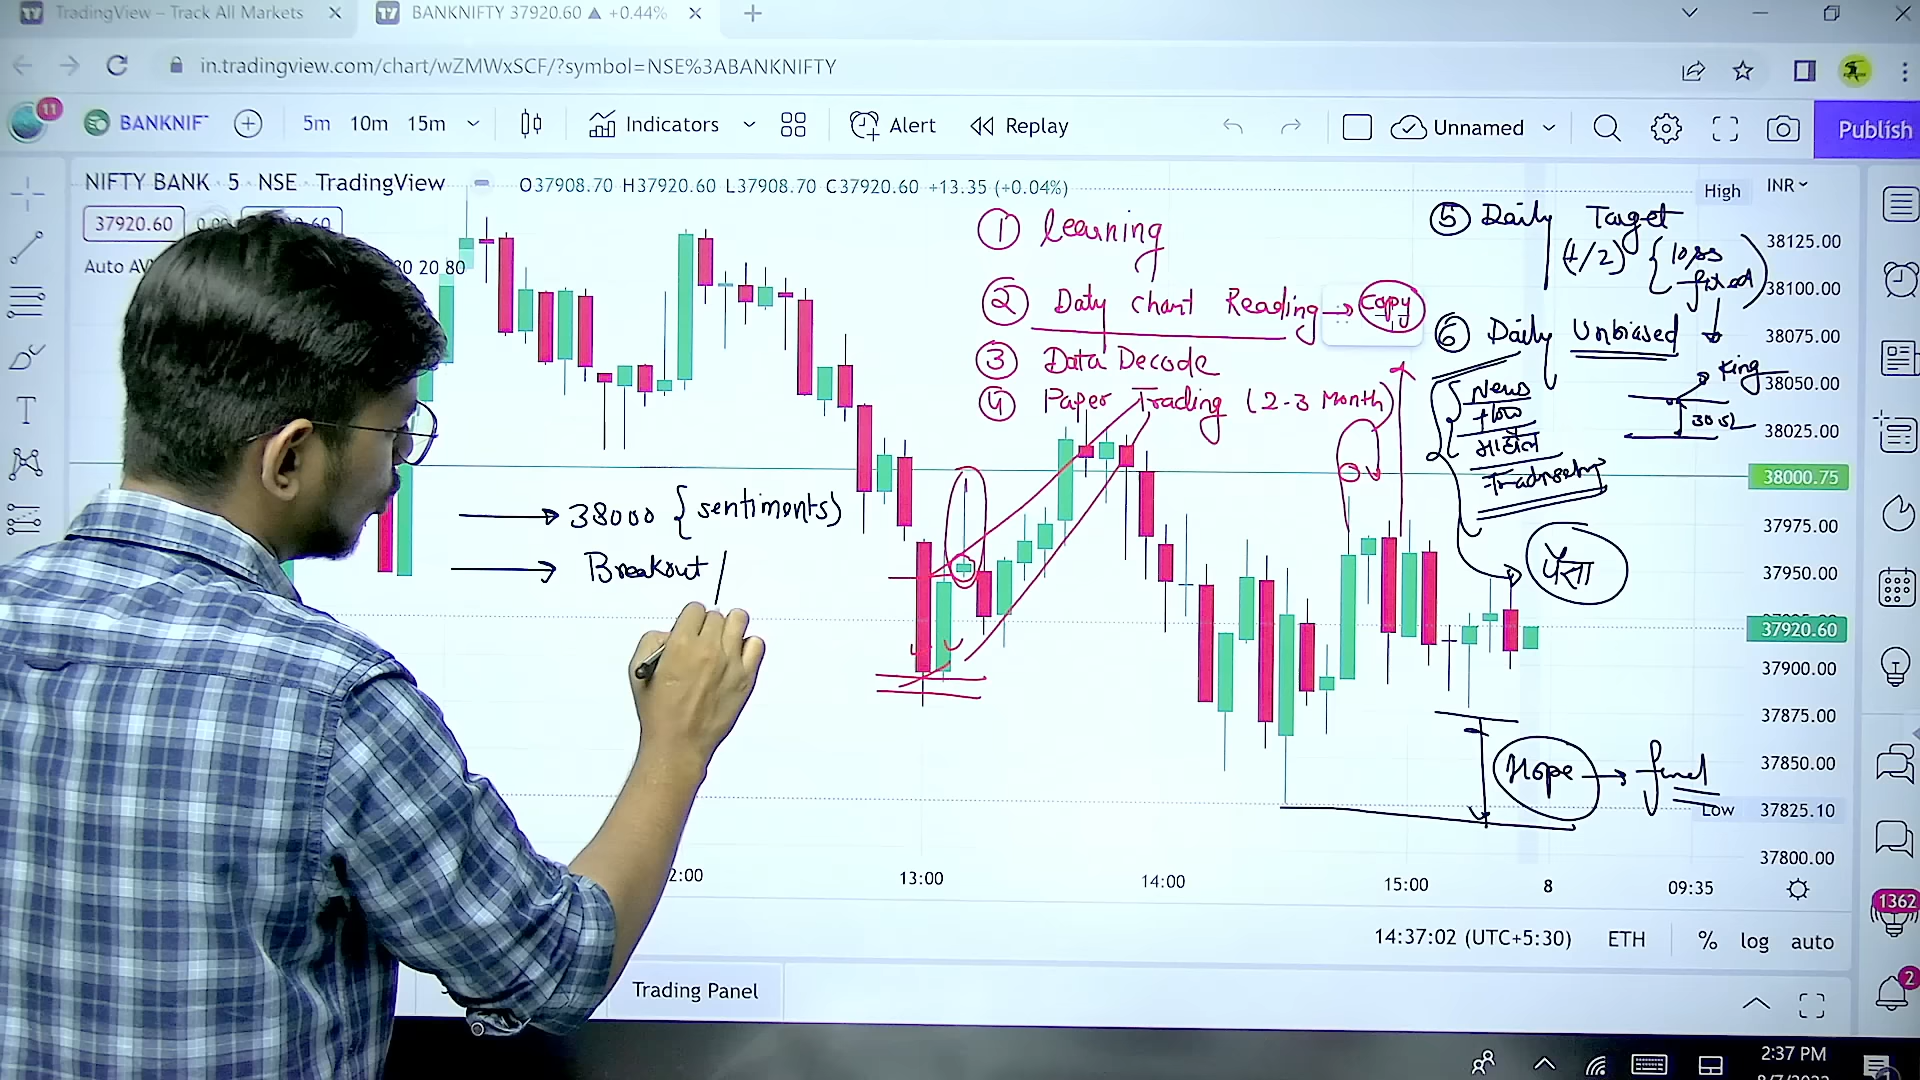 TradingView – Track All Markets
BANKNIFTY 37920.60 ▲ +0.44%
in.tradingview.com/chart/wZMWxSCF/?symbol=NSE%3ABANKNIFTY
11
BANKNIF
5m 10m 15m
Indicators
Alert
Replay
Unnamed
Publish
NIFTY BANK · 5 · NSE · TradingView
O37908.70 H37920.60 L37908.70 C37920.60 +13.35 (+0.04%)
High
INR
37920.60
Auto
20 80
① learning
② Daty chart Reading → Copy
③ Data Decode
④ Paper Trading (2-3 Month)
⑤ Daily Target
(1/2) { loss
fixed )
⑥ Daily Unbiased
News
flow
King
पैसा
→ 38000 { sentiments)
→ Breakout /
Hope →
Low
38125.00
38100.00
38075.00
38050.00
38025.00
38000.75
37975.00
37950.00
37920.60
37900.00
37875.00
37850.00
37825.10
37800.00
2:00
13:00
14:00
15:00
8
09:35
14:37:02 (UTC+5:30)
ETH
%
log
auto
1362
2
Trading Panel
2:37 PM